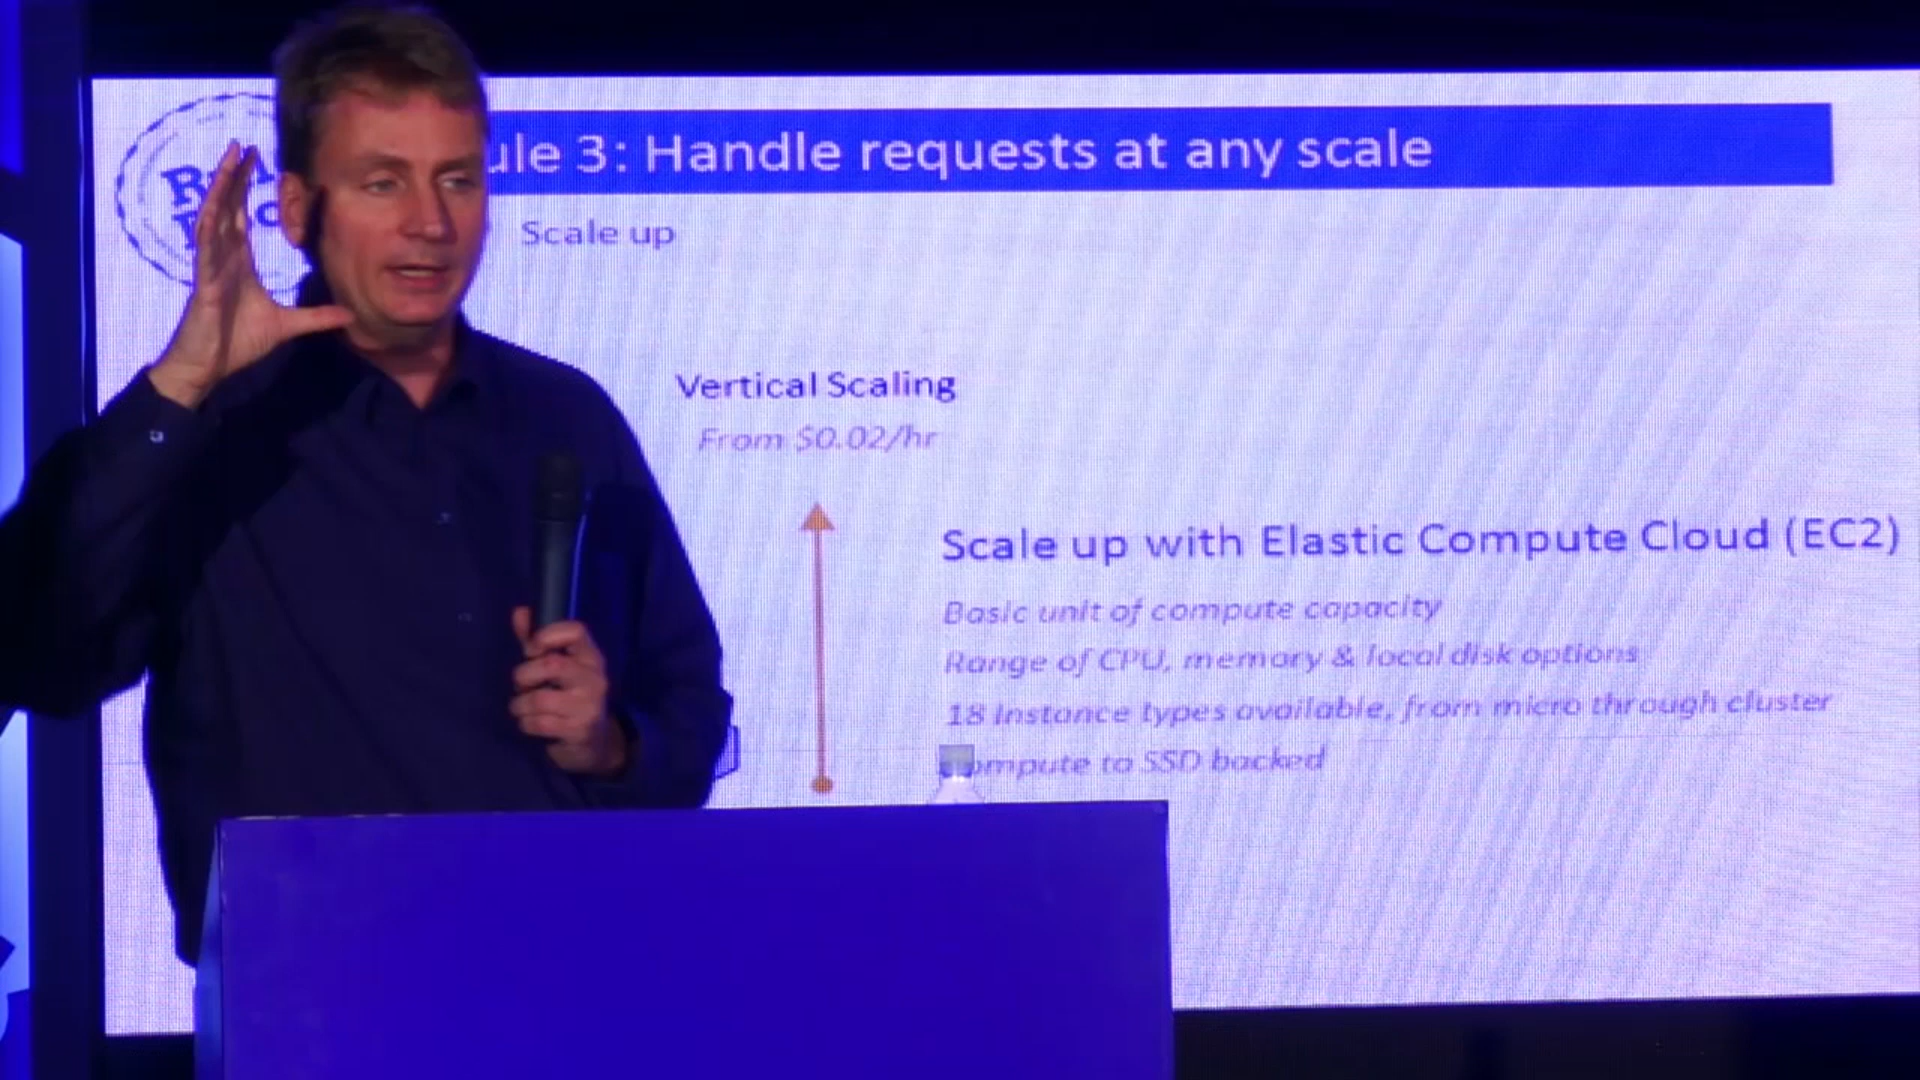 ule 3: Handle requests at any scale
Scale up
Vertical Scaling
From $0.02/hr
Scale up with Elastic Compute Cloud (EC2)
Basic unit of compute capacity
Range of CPU, memory & local disk options
18 Instance types available, from micro through cluster
ompute to SSD backed